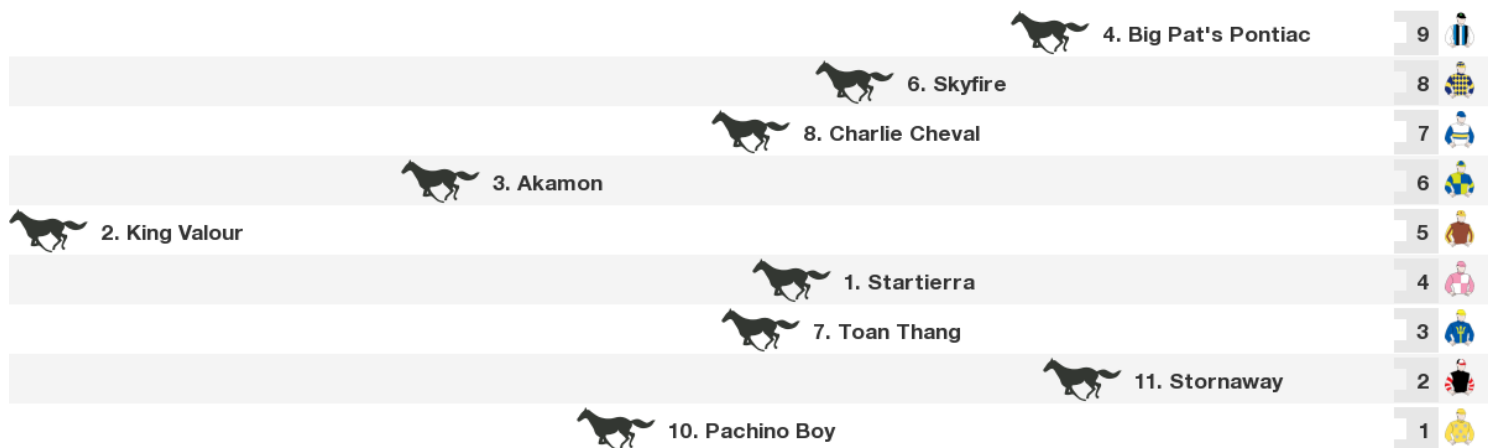 4. Big Pat's Pontiac 9
6. Skyfire 8
8. Charlie Cheval 7
3. Akamon 6
2. King Valour 5
1. Startierra 4
7. Toan Thang 3
11. Stornaway 2
10. Pachino Boy 1